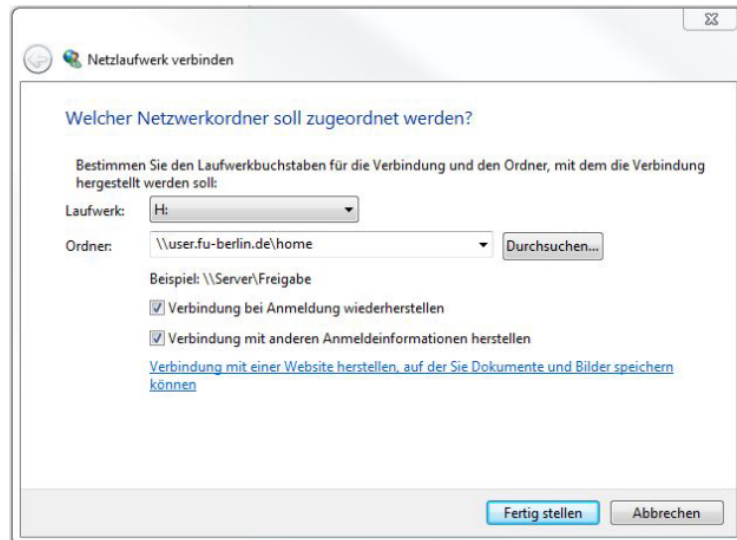 Netzlaufwerk verbinden
Welcher Netzwerkordner soll zugeordnet werden?
Bestimmen Sie den Laufwerkbuchstaben für die Verbindung und den Ordner, mit dem die Verbindung
hergestellt werden soll:
Laufwerk: H:
Ordner: \\user.fu-berlin.de\home Durchsuchen...
Beispiel: \\Server\Freigabe
Verbindung bei Anmeldung wiederherstellen
Verbindung mit anderen Anmeldeinformationen herstellen
Verbindung mit einer Website herstellen, auf der Sie Dokumente und Bilder speichern
können
Fertig stellen Abbrechen